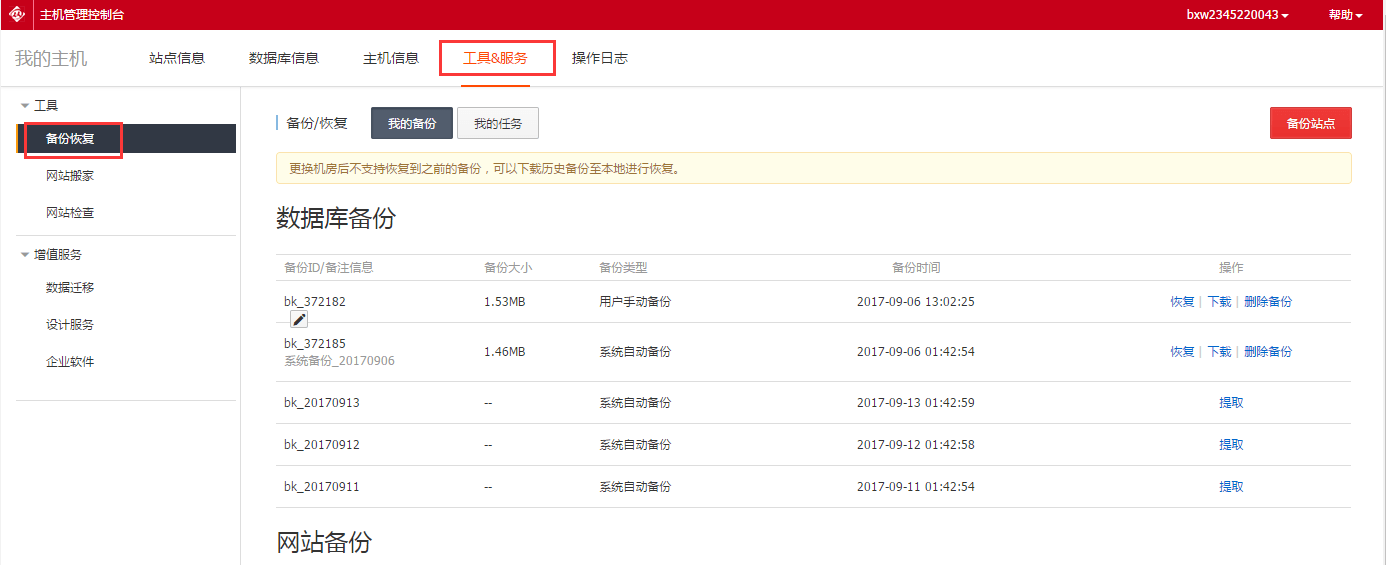 主机管理控制台 bxw2345220043 帮助
我的主机 站点信息 数据库信息 主机信息 工具&服务 操作日志
工具
备份恢复
网站搬家
网站检查
增值服务
数据迁移
设计服务
企业软件
备份/恢复 我的备份 我的任务 备份站点
更换机房后不支持恢复到之前的备份，可以下载历史备份至本地进行恢复。
数据库备份
备份ID/备注信息 备份大小 备份类型 备份时间 操作
bk_372182 1.53MB 用户手动备份 2017-09-06 13:02:25 恢复 | 下载 | 删除备份
bk_372185 1.46MB 系统自动备份 2017-09-06 01:42:54 恢复 | 下载 | 删除备份
系统备份_20170906
bk_20170913 -- 系统自动备份 2017-09-13 01:42:59 提取
bk_20170912 -- 系统自动备份 2017-09-12 01:42:58 提取
bk_20170911 -- 系统自动备份 2017-09-11 01:42:54 提取
网站备份